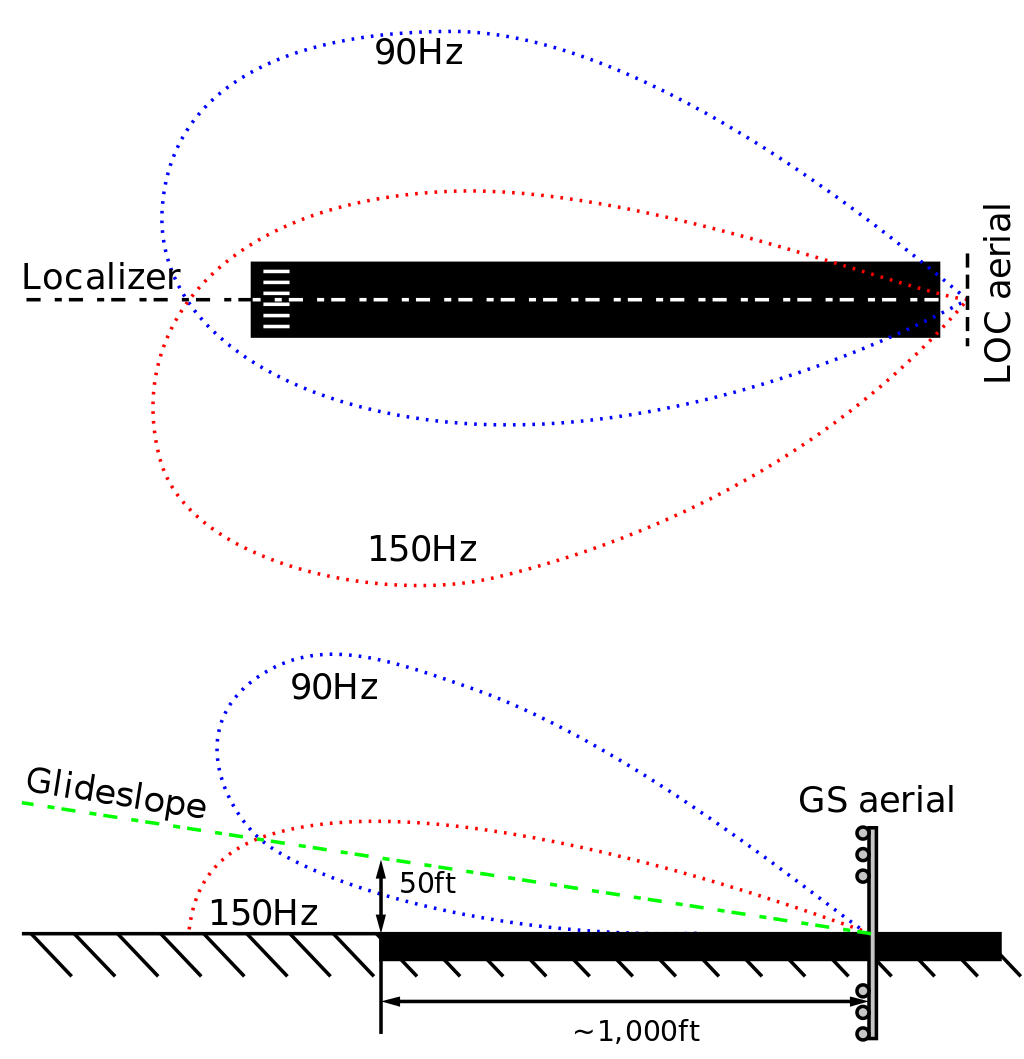 90Hz
Localizer
LOC aerial
150Hz
90Hz
Glideslope
GS aerial
50ft
150Hz
~1,000ft